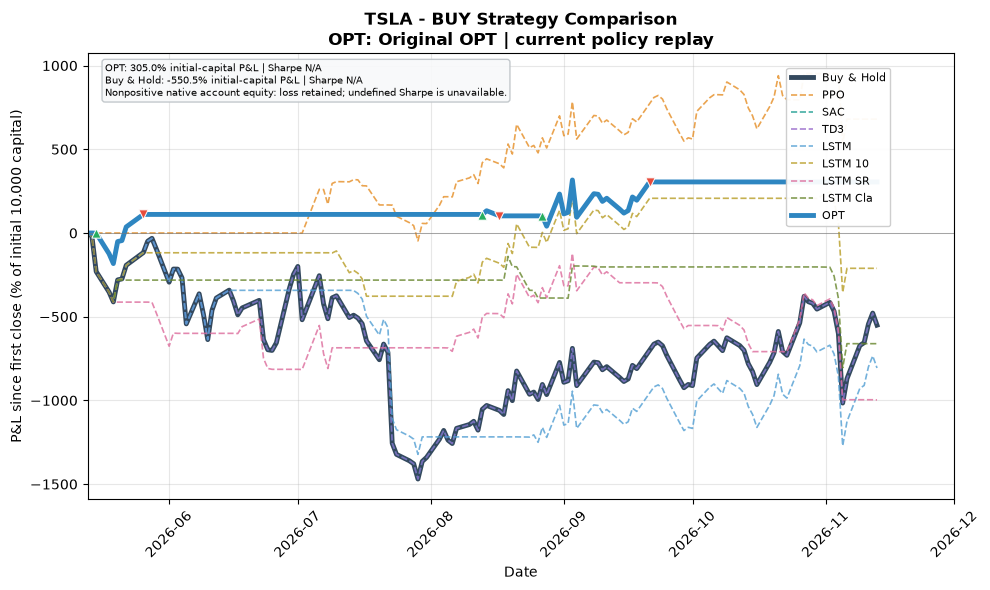 TSLA - BUY Strategy Comparison
OPT: Original OPT | current policy replay
OPT: 305.0% initial-capital P&L | Sharpe N/A
Buy & Hold: -550.5% initial-capital P&L | Sharpe N/A
Nonpositive native account equity: loss retained; undefined Sharpe is unavailable.
Buy & Hold
PPO
SAC
TD3
LSTM
LSTM 10
LSTM SR
LSTM Cla
OPT
P&L since first close (% of initial 10,000 capital)
1000
500
0
−500
−1000
−1500
2026-06
2026-07
2026-08
2026-09
2026-10
2026-11
2026-12
Date